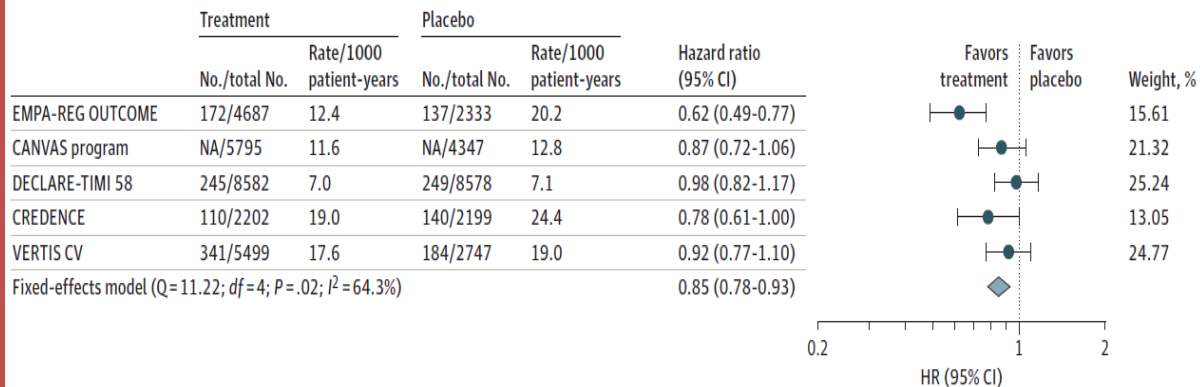 Treatment Placebo
Rate/1000 Rate/1000 Hazard ratio Favors Favors
No./total No. patient-years No./total No. patient-years (95% CI) treatment placebo Weight, %
EMPA-REG OUTCOME 172/4687 12.4 137/2333 20.2 0.62 (0.49-0.77) 15.61
CANVAS program NA/5795 11.6 NA/4347 12.8 0.87 (0.72-1.06) 21.32
DECLARE-TIMI 58 245/8582 7.0 249/8578 7.1 0.98 (0.82-1.17) 25.24
CREDENCE 110/2202 19.0 140/2199 24.4 0.78 (0.61-1.00) 13.05
VERTIS CV 341/5499 17.6 184/2747 19.0 0.92 (0.77-1.10) 24.77
Fixed-effects model (Q = 11.22; df = 4; P = .02; I² = 64.3%) 0.85 (0.78-0.93)
0.2 1 2
HR (95% CI)